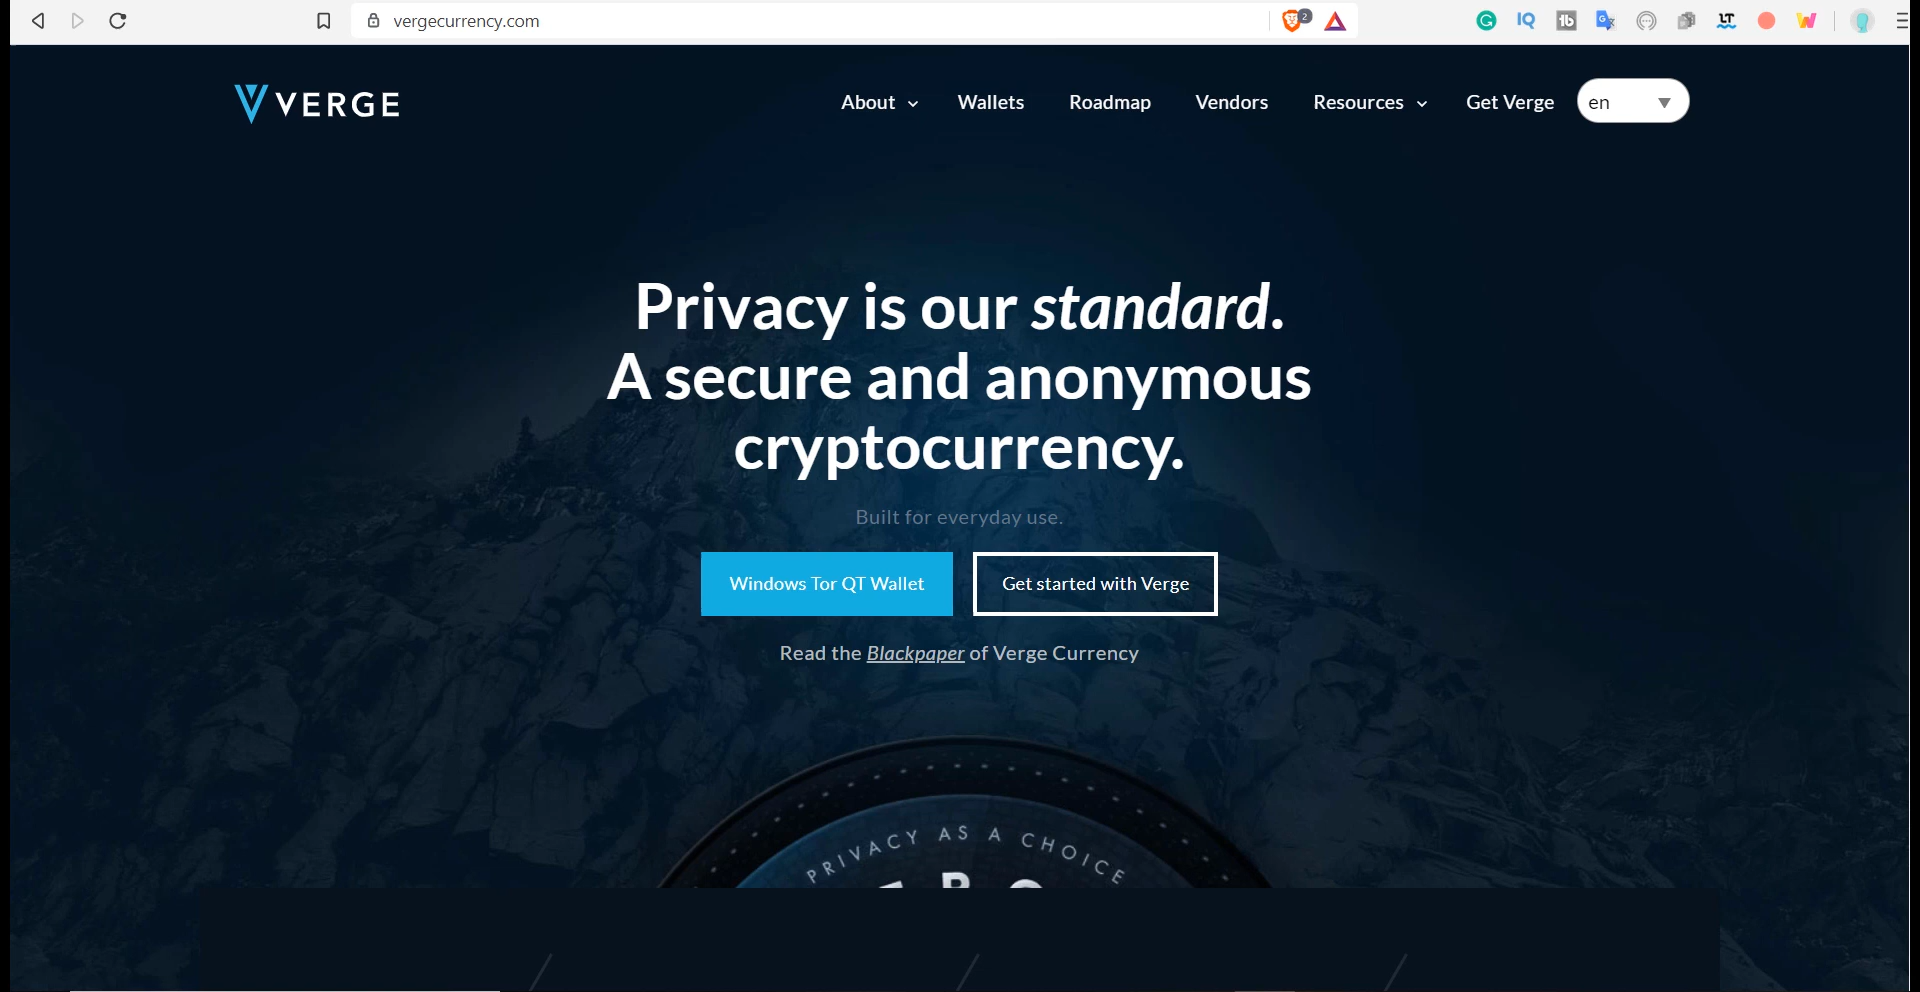 vergecurrency.com
2
VERGE
About
Wallets
Roadmap
Vendors
Resources
Get Verge
en
Privacy is our standard.
A secure and anonymous
cryptocurrency.
Built for everyday use.
Windows Tor QT Wallet
Get started with Verge
Read the Blackpaper of Verge Currency
PRIVACY AS A CHOICE